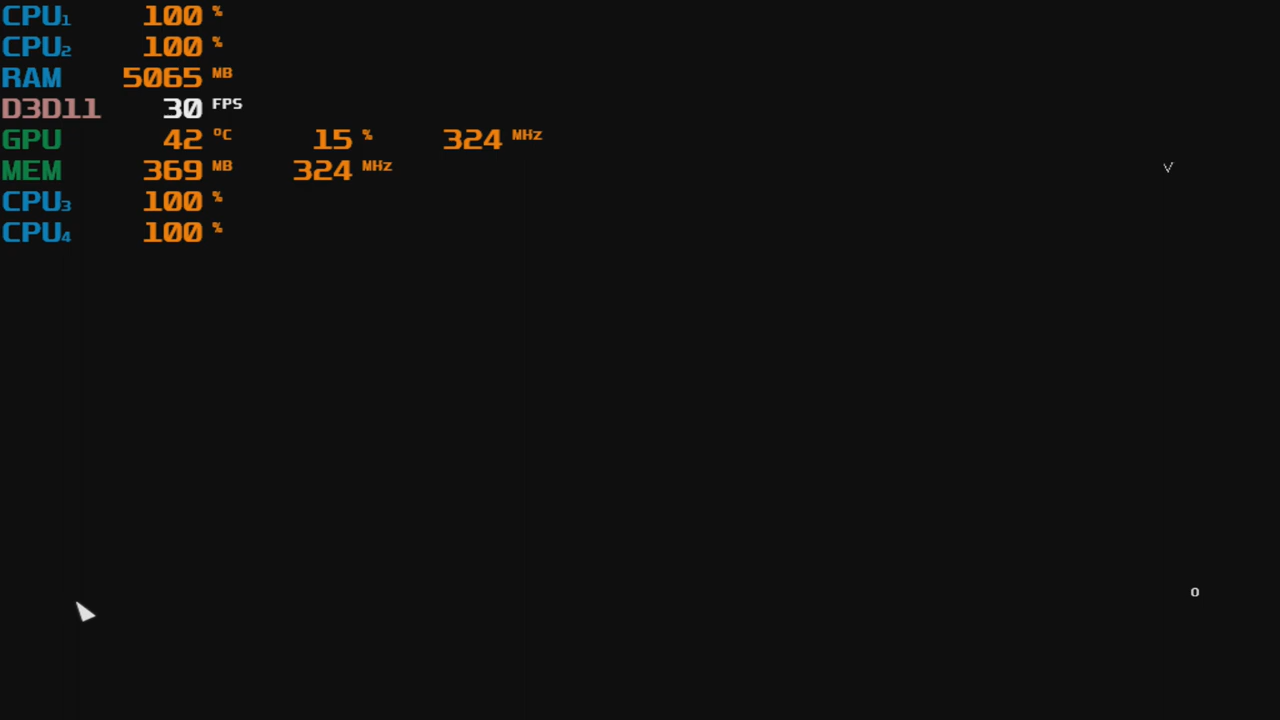 CPU₁ 100 %
CPU₂ 100 %
RAM 5065 MB
D3D11 30 FPS
GPU 42 °C 15 % 324 MHz
MEM 369 MB 324 MHz
V
CPU₃ 100 %
CPU₄ 100 %
o